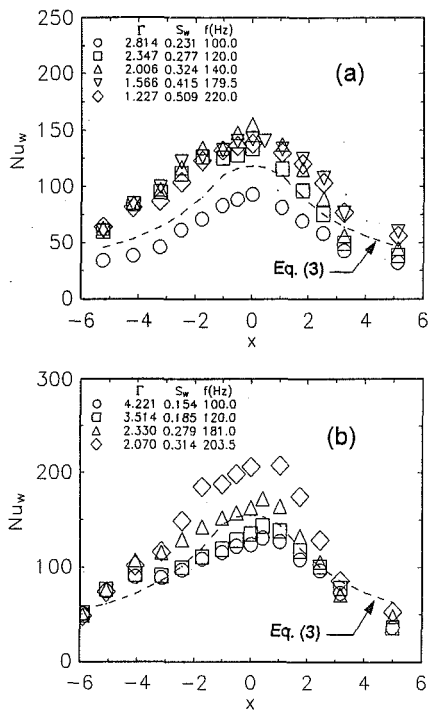 250
200
150
100
50
0
Nu_w
Γ S_w f(Hz)
○ 2.814 0.231 100.0
□ 2.347 0.277 120.0
△ 2.006 0.324 140.0
▽ 1.566 0.415 179.5
◇ 1.227 0.509 220.0
(a)
Eq. (3)
−6 −4 −2 0 2 4 6
x
300
200
100
0
Nu_w
Γ S_w f(Hz)
○ 4.221 0.154 100.0
□ 3.514 0.185 120.0
△ 2.330 0.279 181.0
◇ 2.070 0.314 203.5
(b)
Eq. (3)
−6 −4 −2 0 2 4 6
x